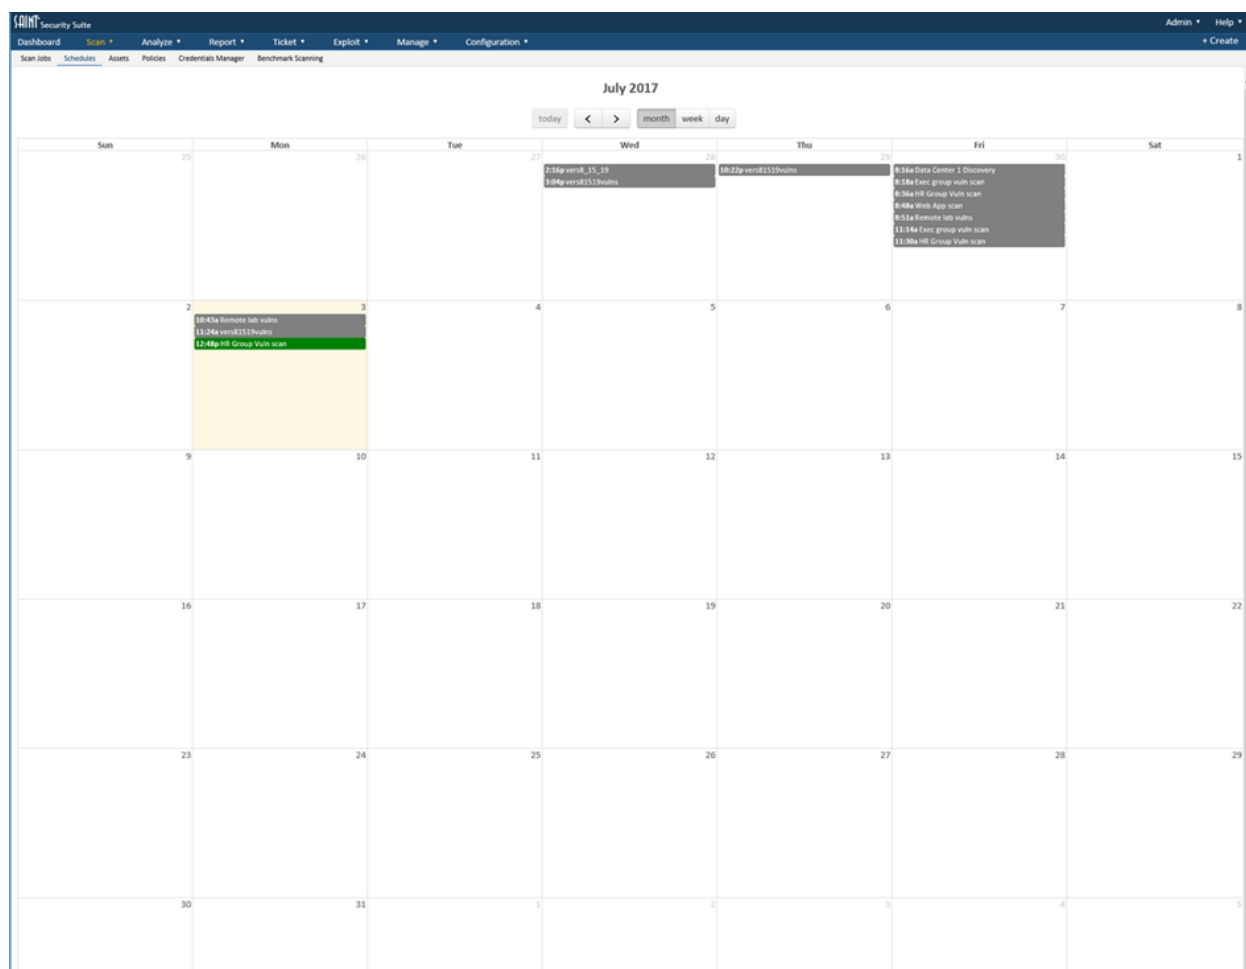 SAINT Security Suite
Admin ▾ Help ▾
Dashboard Scan ▾ Analyze ▾ Report ▾ Ticket ▾ Exploit ▾ Manage ▾ Configuration ▾ + Create
Scan Jobs Schedules Assets Policies Credentials Manager Benchmark Scanning
July 2017
today < > month week day
Sun Mon Tue Wed Thu Fri Sat
25 26 27 28 29 30 1
2:16p vers8_15_19
3:04p vers81519vulns
10:22p vers81519vulns
8:16a Data Center 1 Discovery
8:18a Exec group vuln scan
8:36a HR Group Vuln scan
8:48a Web App scan
8:51a Remote lab vulns
11:14a Exec group vuln scan
11:30a HR Group Vuln scan
2 3 4 5 6 7 8
10:43a Remote lab vulns
11:24a vers81519vulns
12:48p HR Group Vuln scan
9 10 11 12 13 14 15
16 17 18 19 20 21 22
23 24 25 26 27 28 29
30 31 1 2 3 4 5